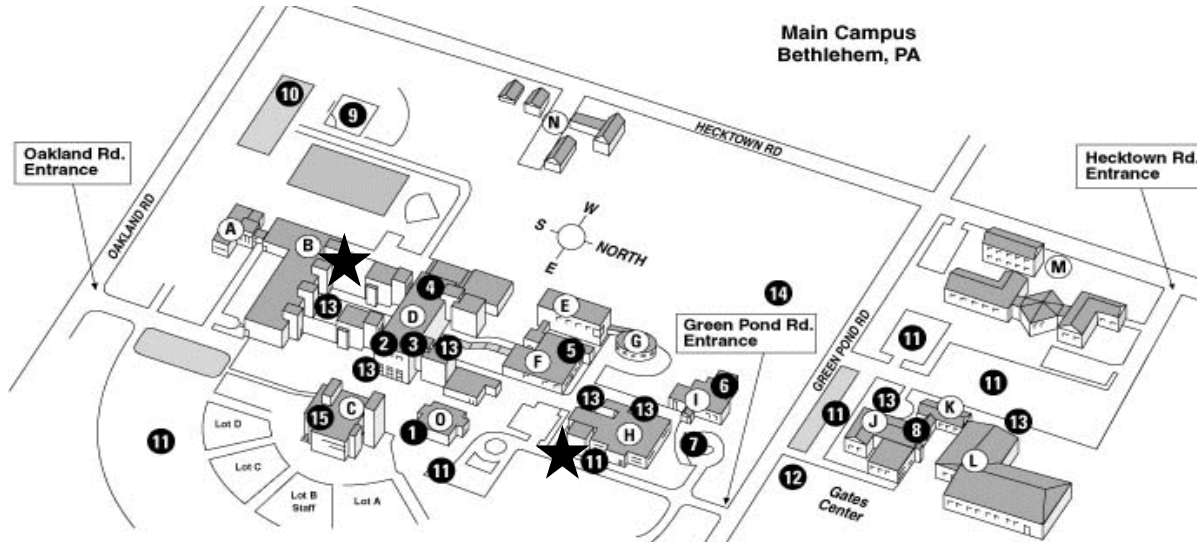 Main Campus
Bethlehem, PA
10
9
N
HECKTOWN RD
Oakland Rd.
Entrance
Hecktown Rd.
Entrance
OAKLAND RD
A
B
W
S
NORTH
E
M
4
13
D
E
14
Green Pond Rd.
Entrance
GREEN POND RD
2
3
13
F
5
G
11
13
6
I
11
15
C
O
1
13
13
H
7
11
13
K
13
J
8
Lot D
11
Lot C
11
11
L
12
Gates
Center
Lot B
Staff
Lot A